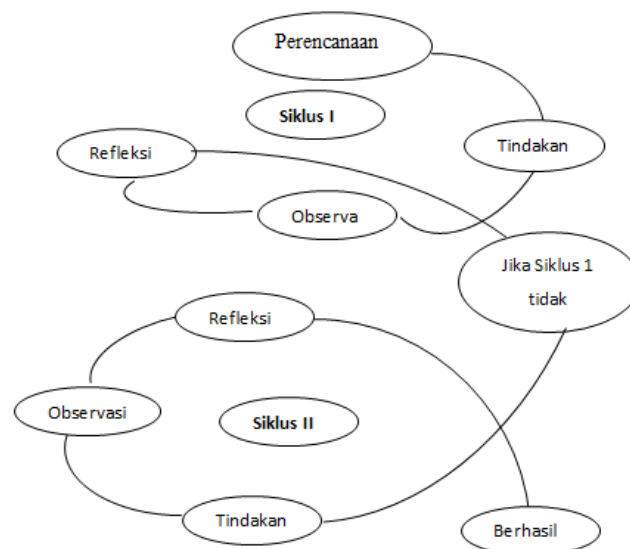 Perencanaan
Siklus I
Refleksi
Tindakan
Observa
Jika Siklus 1
tidak
Refleksi
Observasi
Siklus II
Tindakan
Berhasil